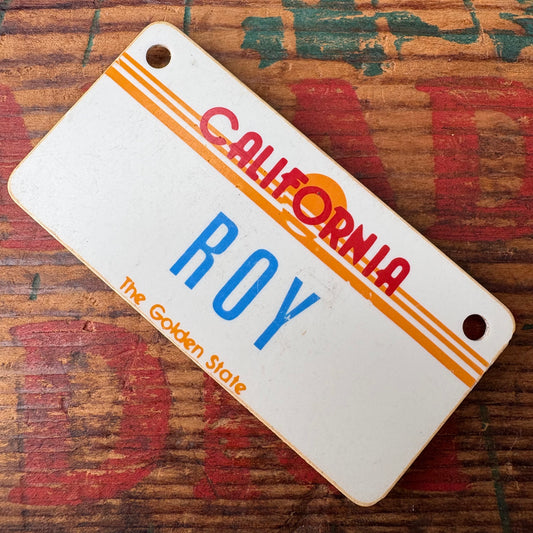 CALIFORNIA
ROY
The Golden State